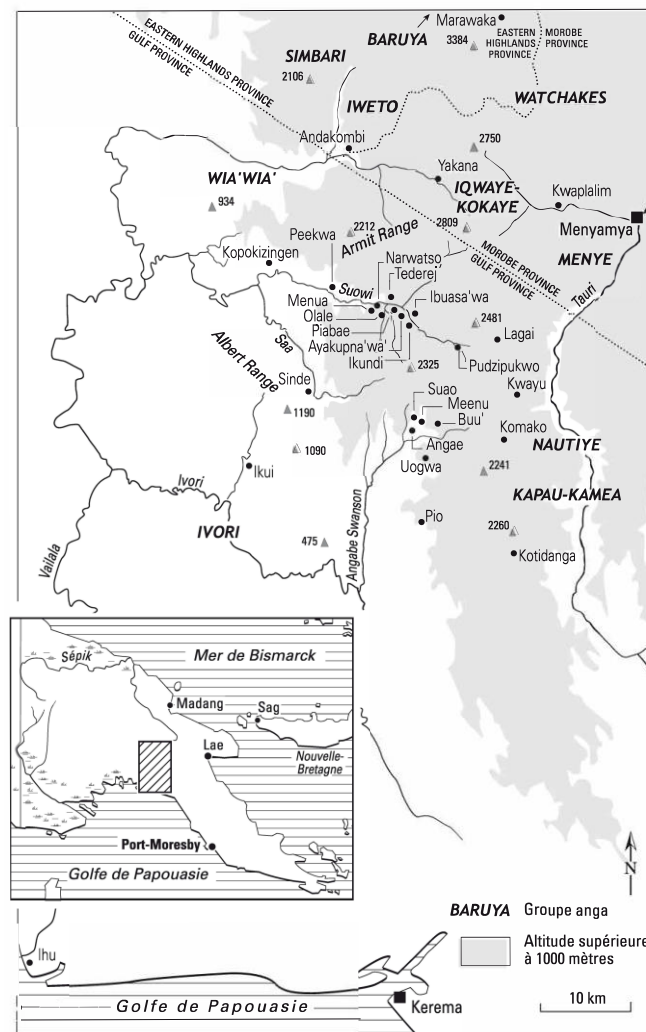 Marawaka
BARUYA
3384
EASTERN HIGHLANDS PROVINCE
MOROBE PROVINCE
EASTERN HIGHLANDS PROVINCE
GULF PROVINCE
SIMBARI
2106
IWETO
WATCHAKES
Andakombi
2750
Yakana
WIA'WIA'
IQWAYE-
KOKAYE
Kwaplalim
934
2212
Armit Range
2809
Menyamya
Peekwa
Narwatso
Tederej
MOROBE PROVINCE
GULF PROVINCE
MENYE
Kopokizingen
Suowi
Tauri
Menua
Olale
Piabae
Ayakupna'wa'
Ikundi
Ibuasa'wa
2481
Lagai
Saa
Albert Range
2325
Pudzipukwo
Sinde
Suao
Meenu
Buu'
Kwayu
1190
1090
Angae
Komako
NAUTIYE
Ikui
Uogwa
2241
Ivori
KAPAU-KAMEA
IVORI
Angabe Swanson
Pio
2260
475
Kotidanga
Vailala
Sépik
Mer de Bismarck
Madang
Sag
Lae
Nouvelle-
Bretagne
Port-Moresby
Golfe de Papouasie
N
BARUYA Groupe anga
Altitude supérieure
à 1000 mètres
Ihu
Golfe de Papouasie
Kerema
10 km